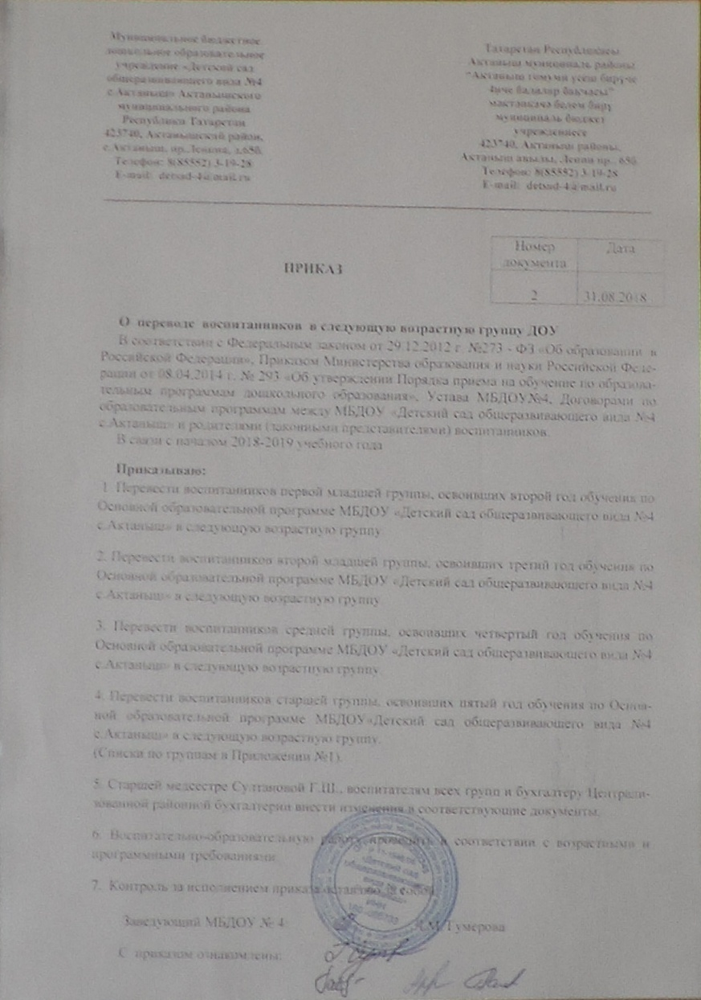 Муниципальное бюджетное
дошкольное образовательное
учреждение «Детский сад
общеразвивающего вида №4
с.Актаныш» Актанышского
муниципального района
Республики Татарстан
423740, Актанышский район,
с.Актаныш, пр.Ленина, д.65б.
Телефон: 8(85552) 3-19-28
E-mail: detsad-4@mail.ru
Татарстан Республикасы
Актаныш муниципаль районы
"Актаныш гомуми үсеш бирүче
4нче балалар бакчасы"
мәктәпкәчә белем бирү
муниципаль бюджет
учреждениесе
423740, Актаныш районы,
Актаныш авылы, Ленин пр., 65б
Телефон: 8(85552) 3-19-28
E-mail: detsad-4@mail.ru
Номер документа
Дата
ПРИКАЗ
2
31.08.2018
О переводе воспитанников в следующую возрастную группу ДОУ
В соответствии с Федеральным законом от 29.12.2012 г. №273 - ФЗ «Об образовании в
Российской Федерации», Приказом Министерства образования и науки Российской Феде-
рации от 08.04.2014 г. № 293 «Об утверждении Порядка приема на обучение по образова-
тельным программам дошкольного образования», Устава МБДОУ№4, Договорами по
образовательным программам между МБДОУ «Детский сад общеразвивающего вида №4
с.Актаныш» и родителями (законными представителями) воспитанников.
В связи с началом 2018-2019 учебного года
Приказываю:
1. Перевести воспитанников первой младшей группы, освоивших второй год обучения по
Основной образовательной программе МБДОУ «Детский сад общеразвивающего вида №4
с.Актаныш» в следующую возрастную группу
2. Перевести воспитанников второй младшей группы, освоивших третий год обучения по
Основной образовательной программе МБДОУ «Детский сад общеразвивающего вида №4
с.Актаныш» в следующую возрастную группу
3. Перевести воспитанников средней группы, освоивших четвертый год обучения по
Основной образовательной программе МБДОУ «Детский сад общеразвивающего вида №4
с.Актаныш» в следующую возрастную группу
4. Перевести воспитанников старшей группы, освоивших пятый год обучения по Основ-
ной образовательной программе МБДОУ«Детский сад общеразвивающего вида №4
с.Актаныш» в следующую возрастную группу.
(Списки по группам в Приложении №1).
5. Старшей медсестре Султановой Г.Ш., воспитателям всех групп и бухгалтеру Централи-
зованной районной бухгалтерии внести изменения в соответствующие документы.
6. Воспитательно-образовательную работу проводить в соответствии с возрастными и
программными требованиями
7. Контроль за исполнением приказа оставляю за собой
«Детский сад
общеразвивающего
вида №
ИНН
Заведующий МБДОУ № 4
Тумерова
С приказом ознакомлены: